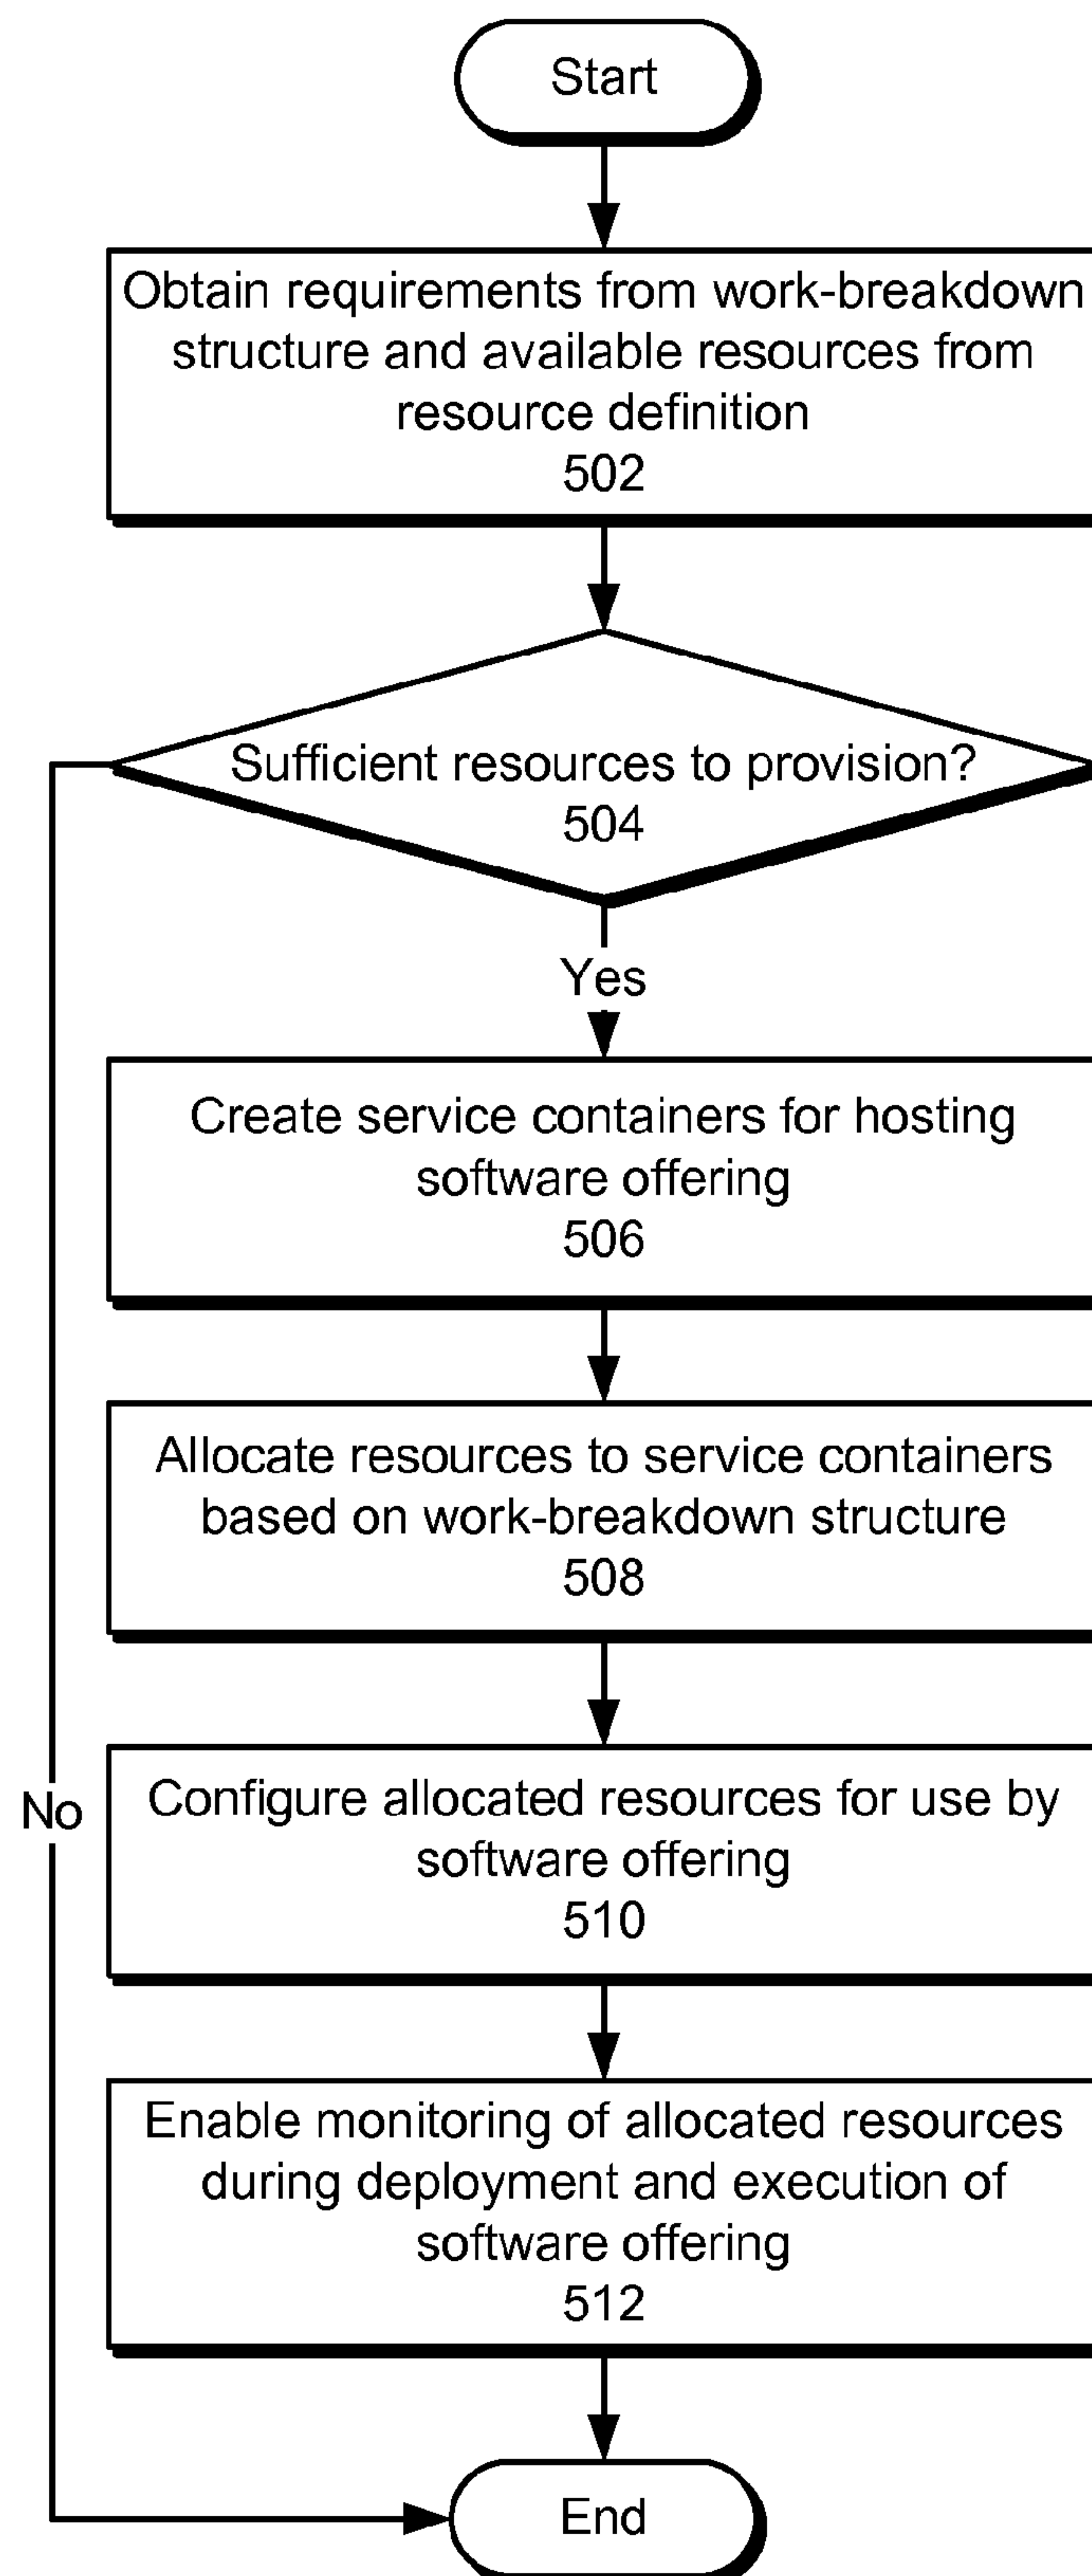 Start
Obtain requirements from work-breakdown
structure and available resources from
resource definition
502
Sufficient resources to provision?
504
Yes
Create service containers for hosting
software offering
506
Allocate resources to service containers
based on work-breakdown structure
508
No
Configure allocated resources for use by
software offering
510
Enable monitoring of allocated resources
during deployment and execution of
software offering
512
End